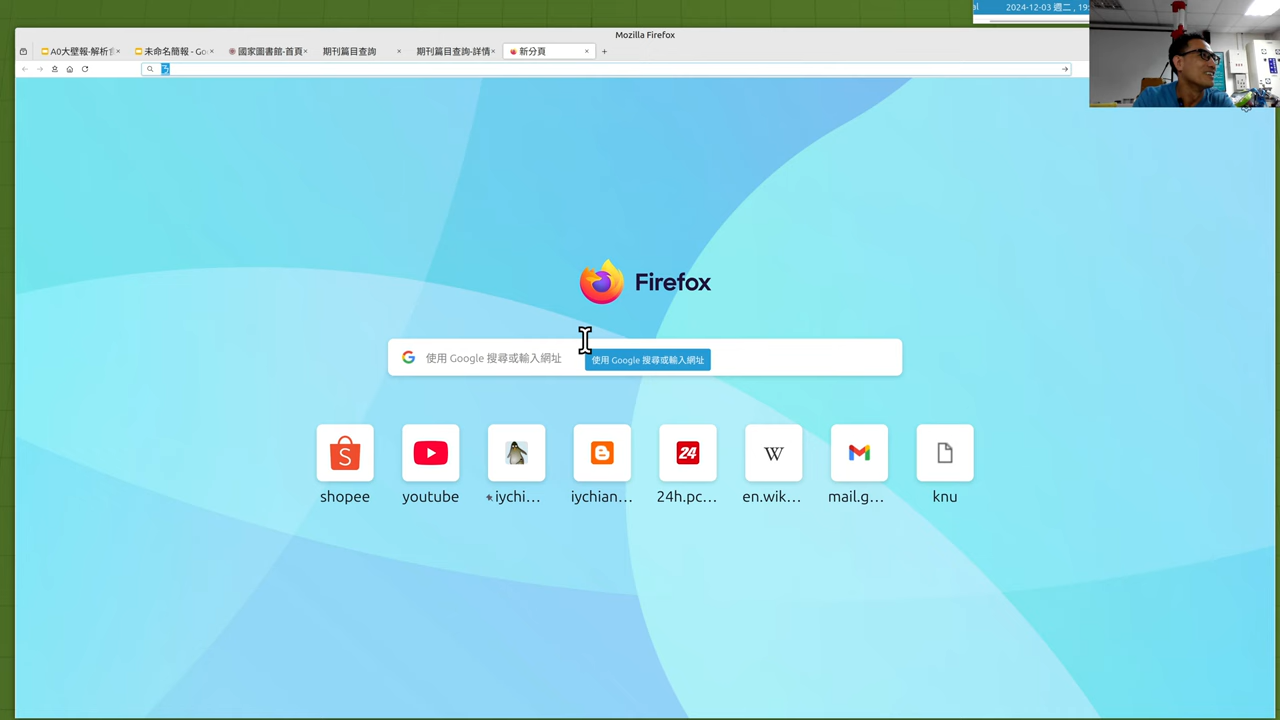 al 2024-12-03 週二 , 19:
Mozilla Firefox
A0大壁報-解析
未命名簡報 - Go
國家圖書館-首頁
期刊篇目查詢
期刊篇目查詢-詳情
新分頁
ㄋ
Firefox
使用 Google 搜尋或輸入網址
使用 Google 搜尋或輸入網址
shopee
youtube
iychi...
iychian...
24
24h.pc...
W
en.wik...
mail.g...
knu